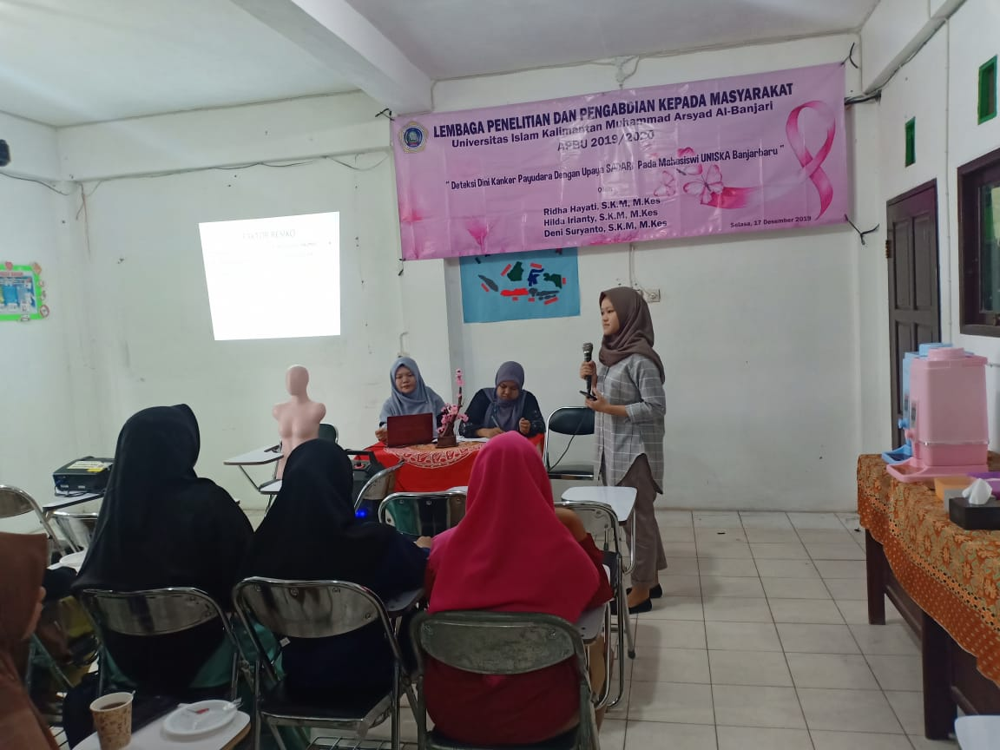 LEMBAGA PENELITIAN DAN PENGABDIAN KEPADA MASYARAKAT
Universitas Islam Kalimantan Muhammad Arsyad Al-Banjari
APBU 2019/2020
" Deteksi Dini Kanker Payudara Dengan Upaya SADARI Pada Mahasiswi UNISKA Banjarbaru "
Oleh
Ridha Hayati, S.K.M, M.Kes
Hilda Irianty, S.K.M, M.Kes
Deni Suryanto, S.K.M, M.Kes
Selasa, 17 Desember 2019
FAKTOR RESIKO